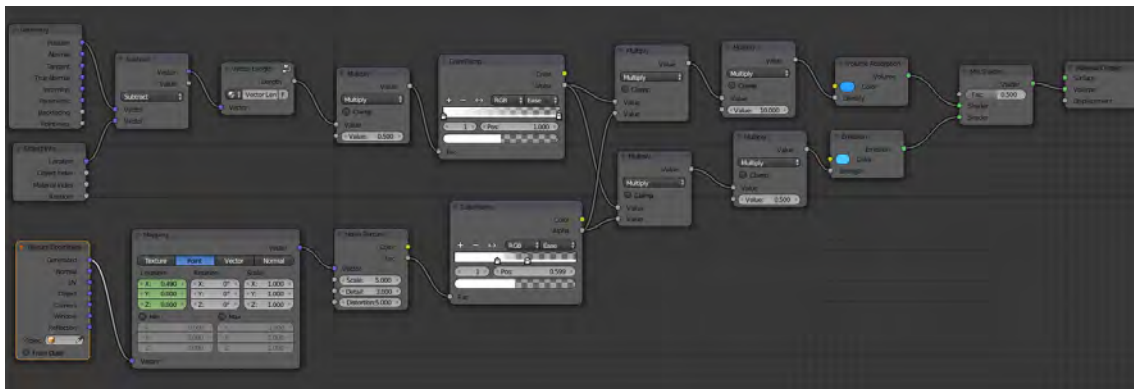 Geometry
Position
Normal
Tangent
True Normal
Incoming
Parametric
Backfacing
Pointiness
Object Info
Location
Object Index
Material Index
Random
Subtract
Vector
Value
Subtract
Vector
Vector
Vector Length
Length
Vector Len
F
Vector
Multiply
Value
Multiply
Clamp
Value
Value: 0.500
ColorRamp
Color
Alpha
RGB
Ease
1
Pos: 1.000
Fac
Multiply
Value
Multiply
Clamp
Value
Value
Multiply
Value
Multiply
Clamp
Value
Value: 10.000
Volume Absorption
Volume
Color
Density
Mix Shader
Shader
Fac: 0.500
Shader
Shader
Material Output
Surface
Volume
Displacement
Multiply
Value
Multiply
Clamp
Value
Value
Multiply
Value
Multiply
Clamp
Value
Value: 0.500
Emission
Emission
Color
Strength
Texture Coordinate
Generated
Normal
UV
Object
Camera
Window
Reflection
Object:
From Dupli
Mapping
Vector
Texture
Point
Vector
Normal
Location:
Rotation:
Scale:
X: 0.490
X: 0°
X: 1.000
Y: 0.000
Y: 0°
Y: 1.000
Z: 0.000
Z: 0°
Z: 1.000
Min
Max
Vector
Noise Texture
Color
Fac
Vector
Scale: 5.000
Detail: 2.000
Distortion: 5.000
ColorRamp
Color
Alpha
RGB
Ease
1
Pos: 0.599
Fac